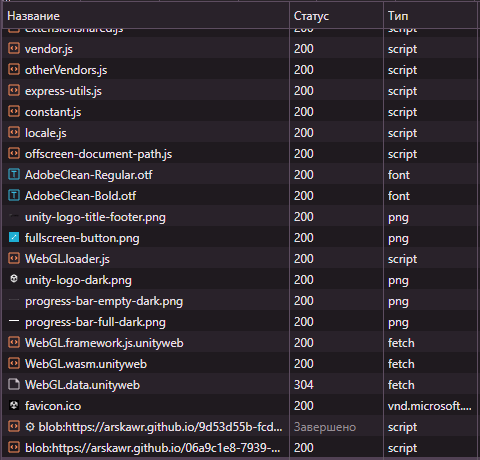 Название Статус Тип
extensionShared.js 200 script
vendor.js 200 script
otherVendors.js 200 script
express-utils.js 200 script
constant.js 200 script
locale.js 200 script
offscreen-document-path.js 200 script
AdobeClean-Regular.otf 200 font
AdobeClean-Bold.otf 200 font
unity-logo-title-footer.png 200 png
fullscreen-button.png 200 png
WebGL.loader.js 200 script
unity-logo-dark.png 200 png
progress-bar-empty-dark.png 200 png
progress-bar-full-dark.png 200 png
WebGL.framework.js.unityweb 200 fetch
WebGL.wasm.unityweb 200 fetch
WebGL.data.unityweb 304 fetch
favicon.ico 200 vnd.microsoft....
blob:https://arskawr.github.io/9d53d55b-fcd... Завершено script
blob:https://arskawr.github.io/06a9c1e8-7939-... 200 script